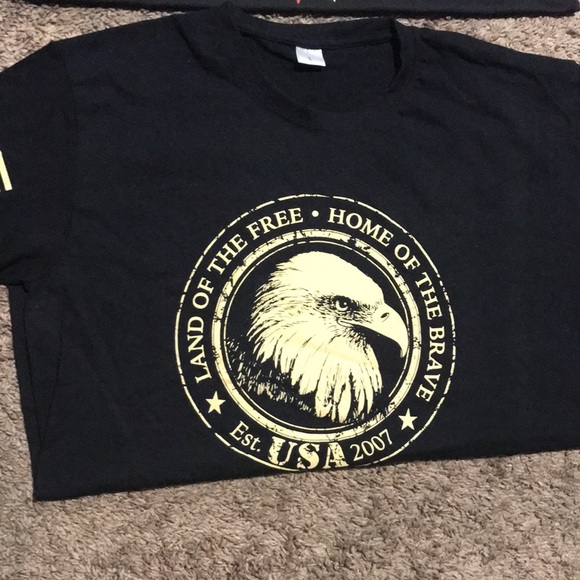 LAND OF THE FREE • HOME OF THE BRAVE
Est. USA 2007